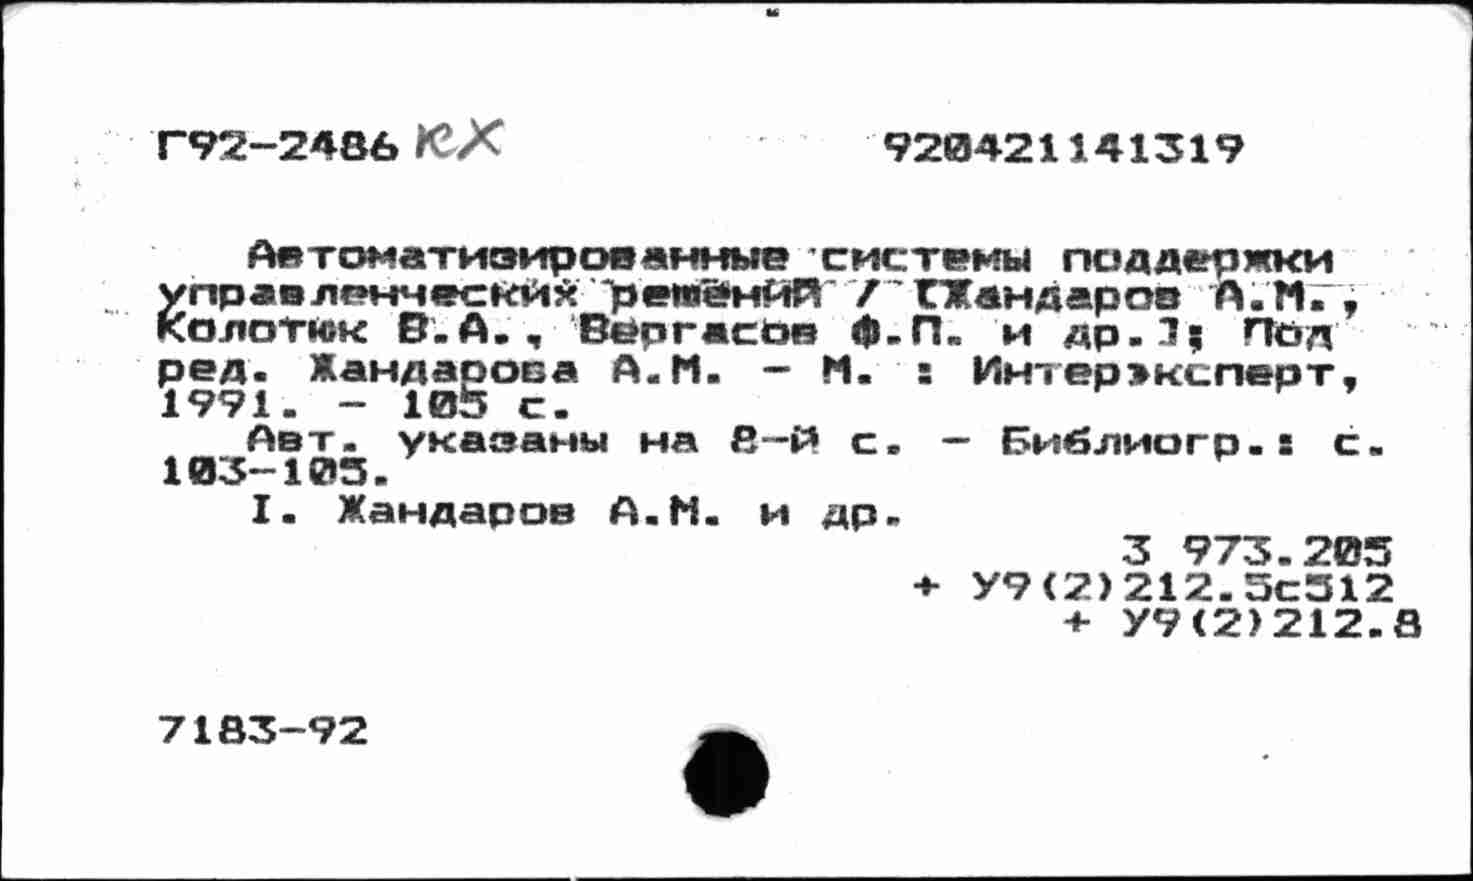 Г92-2486 кх 920421141319
Автоматизированные системы поддержки
управленческих решений / [Жандаров А.М.,
Колотюк В.А., Вергасов Ф.П. и др.]; Под
ред. Жандарова А.М. - М. : Интерэксперт,
1991. - 105 с.
Авт. указаны на 8-й с. - Библиогр.: с.
103-105.
I. Жандаров А.М. и др.
З 973.205
+ У9(2)212.5с512
+ У9(2)212.8
7183-92